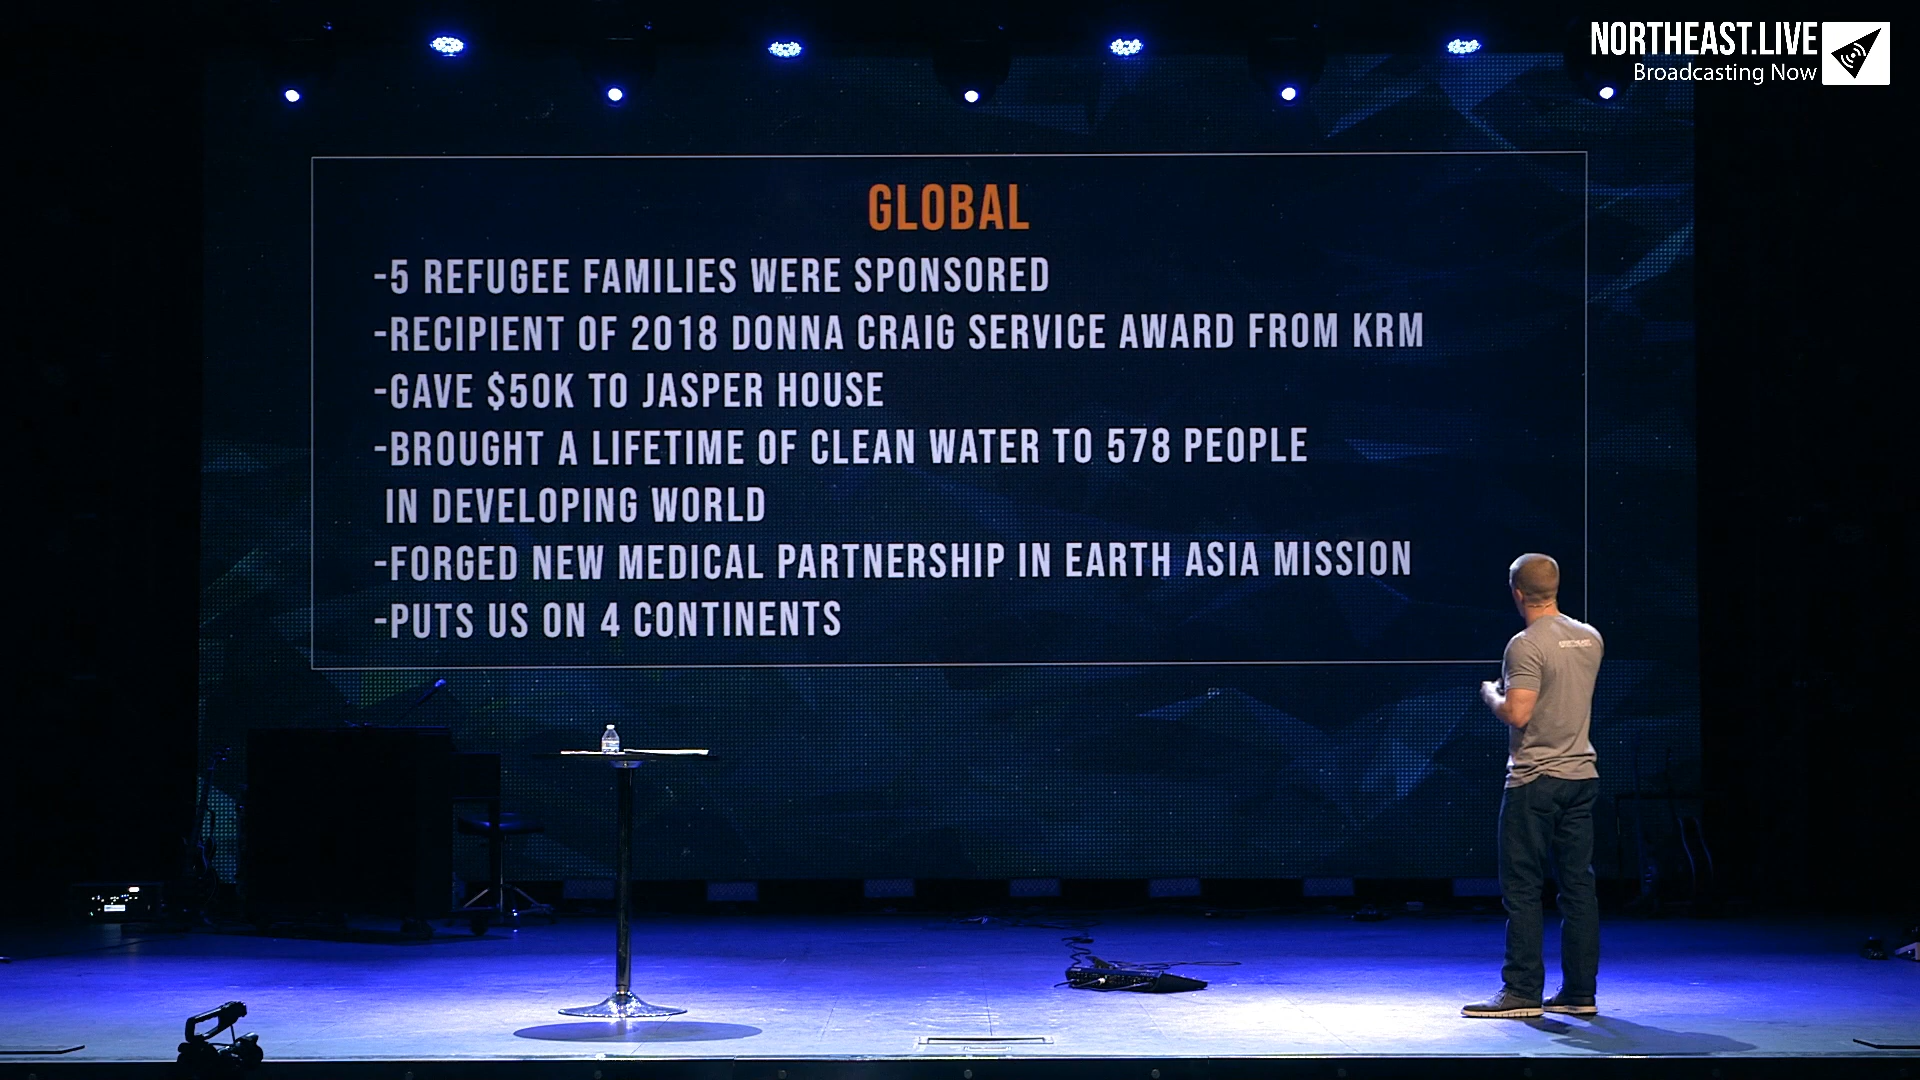 NORTHEAST.LIVE
Broadcasting Now
GLOBAL
-5 REFUGEE FAMILIES WERE SPONSORED
-RECIPIENT OF 2018 DONNA CRAIG SERVICE AWARD FROM KRM
-GAVE $50K TO JASPER HOUSE
-BROUGHT A LIFETIME OF CLEAN WATER TO 578 PEOPLE
IN DEVELOPING WORLD
-FORGED NEW MEDICAL PARTNERSHIP IN EARTH ASIA MISSION
-PUTS US ON 4 CONTINENTS